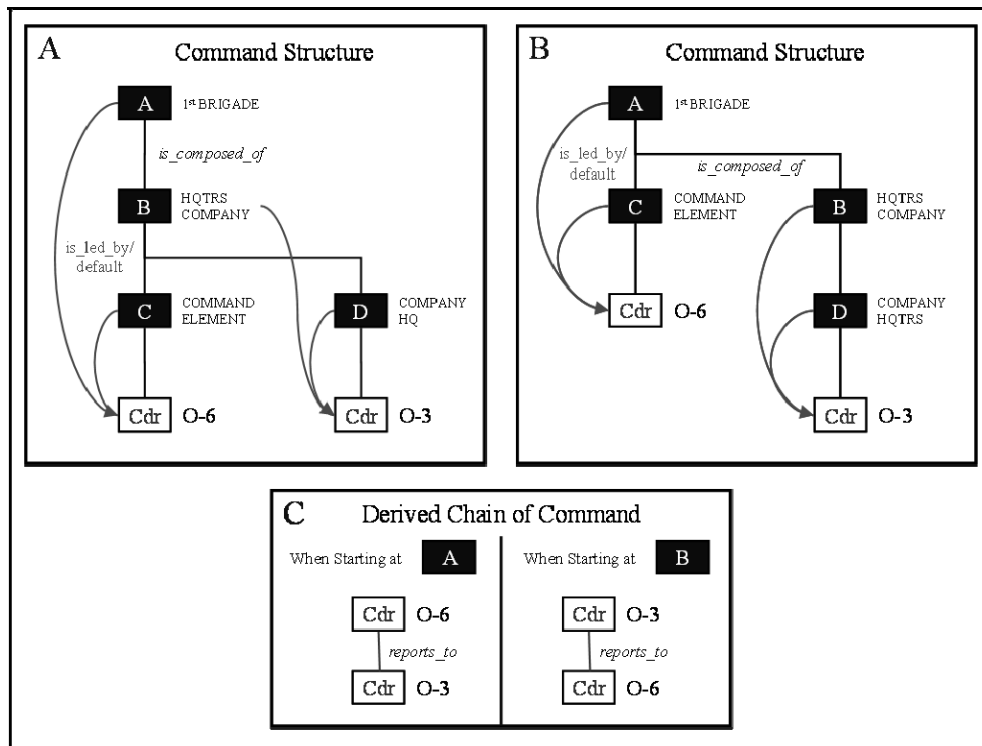 A
Command Structure
A
1st BRIGADE
is_composed_of
B
HQTRS
COMPANY
is_led_by/
default
C
COMMAND
ELEMENT
D
COMPANY
HQ
Cdr O-6
Cdr O-3
B
Command Structure
A
1st BRIGADE
is_led_by/
default
is_composed_of
C
COMMAND
ELEMENT
B
HQTRS
COMPANY
Cdr O-6
D
COMPANY
HQTRS
Cdr O-3
C
Derived Chain of Command
When Starting at A
Cdr O-6
reports_to
Cdr O-3
When Starting at B
Cdr O-3
reports_to
Cdr O-6